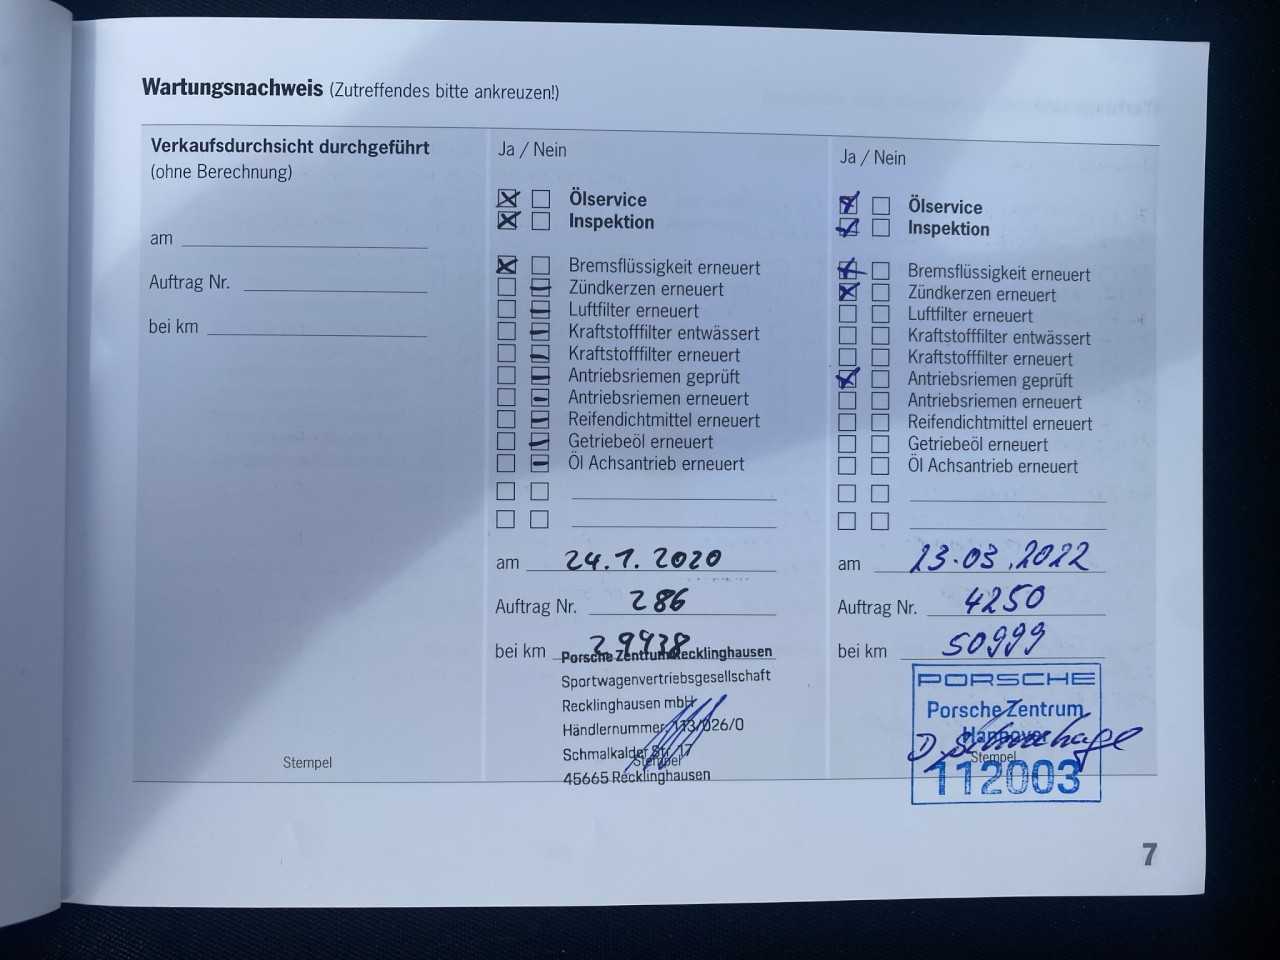 Wartungsnachweis (Zutreffendes bitte ankreuzen!)
Verkaufsdurchsicht durchgeführt
(ohne Berechnung)
am
Auftrag Nr.
bei km
Stempel
Ja / Nein
Ölservice
Inspektion
Bremsflüssigkeit erneuert
Zündkerzen erneuert
Luftfilter erneuert
Kraftstofffilter entwässert
Kraftstofffilter erneuert
Antriebsriemen geprüft
Antriebsriemen erneuert
Reifendichtmittel erneuert
Getriebeöl erneuert
Öl Achsantrieb erneuert
am 24.1.2020
Auftrag Nr. 286
bei km 29938
Porsche Zentrum Recklinghausen
Sportwagenvertriebsgesellschaft
Recklinghausen mbH
Händlernummer 113/026/0
Schmalkalder Str. 17
Stempel
45665 Recklinghausen
Ja / Nein
Ölservice
Inspektion
Bremsflüssigkeit erneuert
Zündkerzen erneuert
Luftfilter erneuert
Kraftstofffilter entwässert
Kraftstofffilter erneuert
Antriebsriemen geprüft
Antriebsriemen erneuert
Reifendichtmittel erneuert
Getriebeöl erneuert
Öl Achsantrieb erneuert
am 23.03.2022
Auftrag Nr. 4250
bei km 50999
PORSCHE
Porsche Zentrum
Hannover
Stempel
112003
7